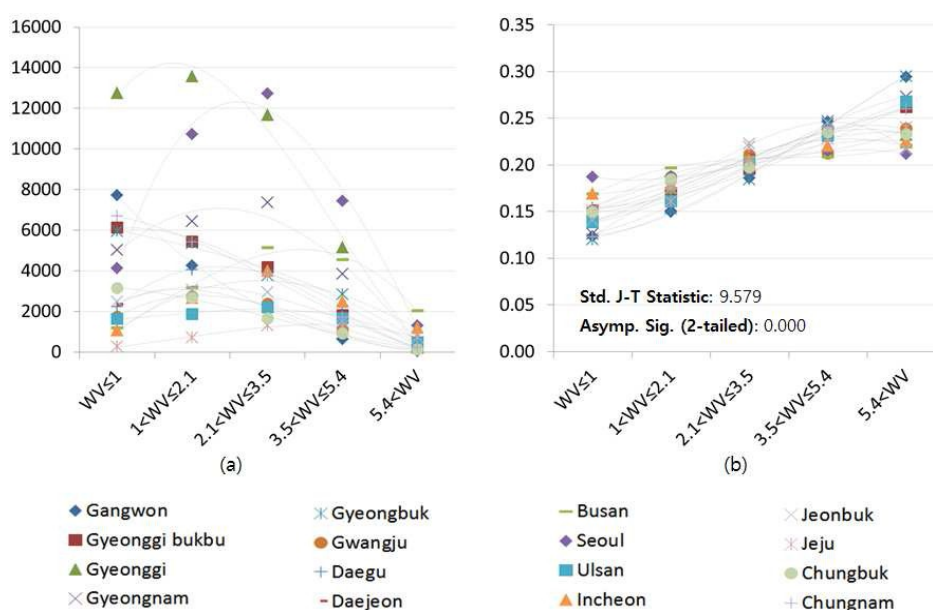 16000
14000
12000
10000
8000
6000
4000
2000
0
WV≤1
1<WV≤2.1
2.1<WV≤3.5
3.5<WV≤5.4
5.4<WV
(a)
0.35
0.30
0.25
0.20
0.15
0.10
0.05
0.00
Std. J-T Statistic: 9.579
Asymp. Sig. (2-tailed): 0.000
WV≤1
1<WV≤2.1
2.1<WV≤3.5
3.5<WV≤5.4
5.4<WV
(b)
Gangwon
Gyeonggi bukbu
Gyeonggi
Gyeongnam
Gyeongbuk
Gwangju
Daegu
Daejeon
Busan
Seoul
Ulsan
Incheon
Jeonbuk
Jeju
Chungbuk
Chungnam